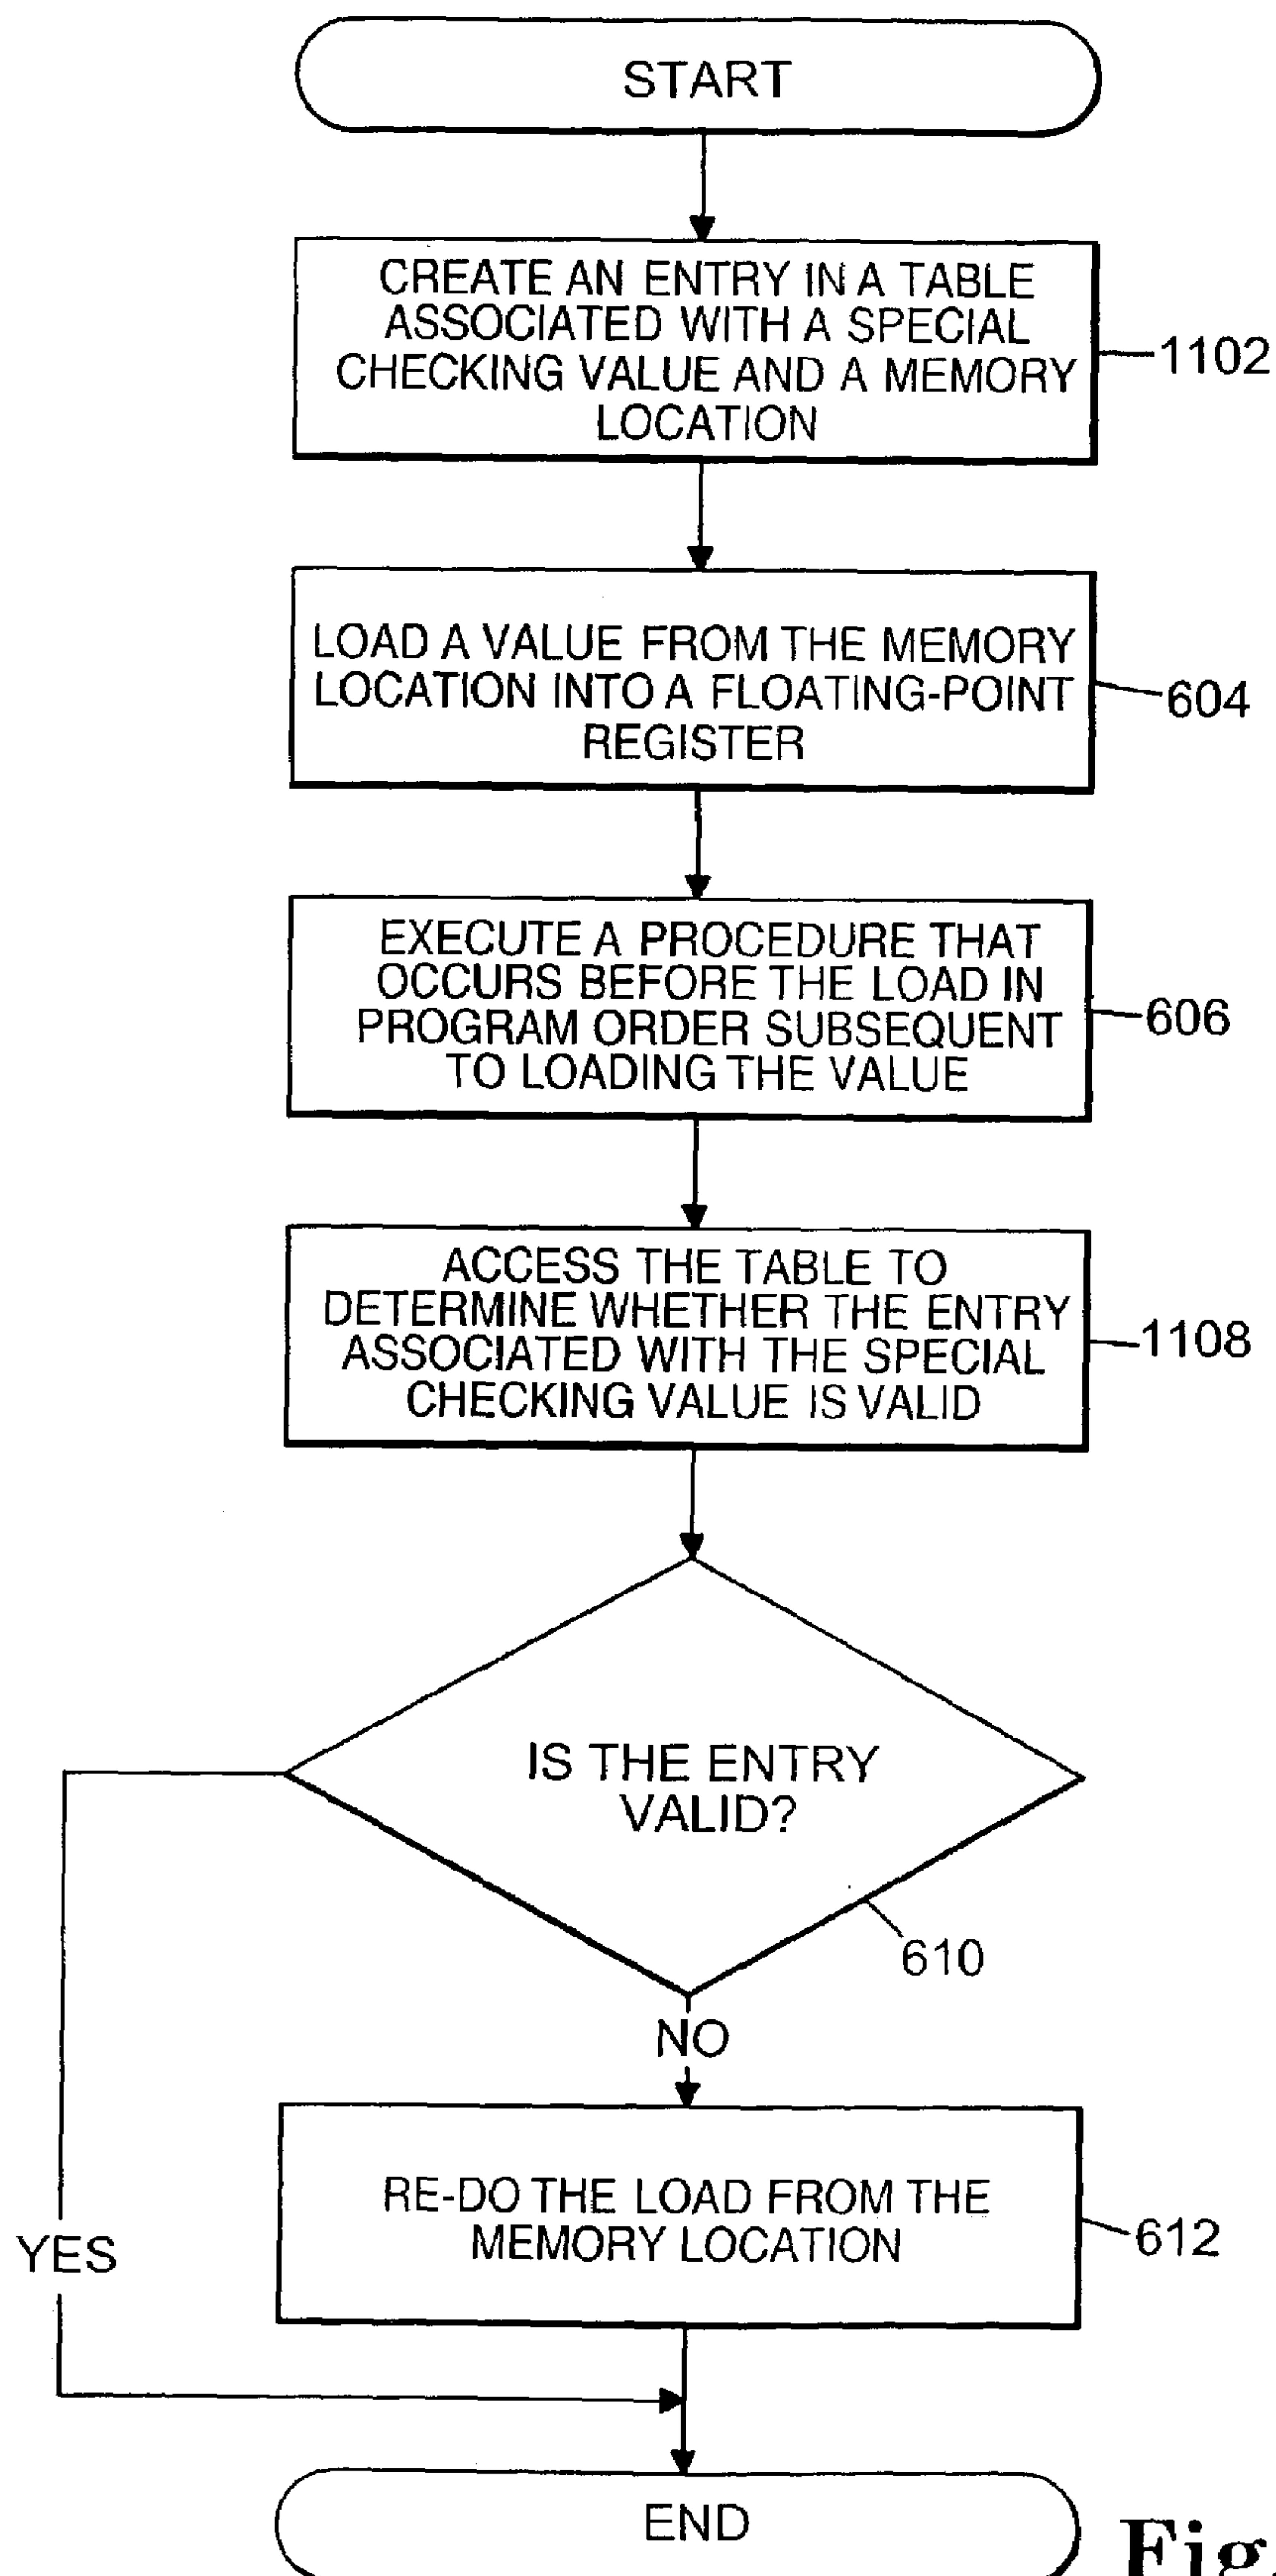 START
CREATE AN ENTRY IN A TABLE
ASSOCIATED WITH A SPECIAL
CHECKING VALUE AND A MEMORY
LOCATION
1102
LOAD A VALUE FROM THE MEMORY
LOCATION INTO A FLOATING-POINT
REGISTER
604
EXECUTE A PROCEDURE THAT
OCCURS BEFORE THE LOAD IN
PROGRAM ORDER SUBSEQUENT
TO LOADING THE VALUE
606
ACCESS THE TABLE TO
DETERMINE WHETHER THE ENTRY
ASSOCIATED WITH THE SPECIAL
CHECKING VALUE IS VALID
1108
IS THE ENTRY
VALID?
610
NO
RE-DO THE LOAD FROM THE
MEMORY LOCATION
612
YES
END
Fig.